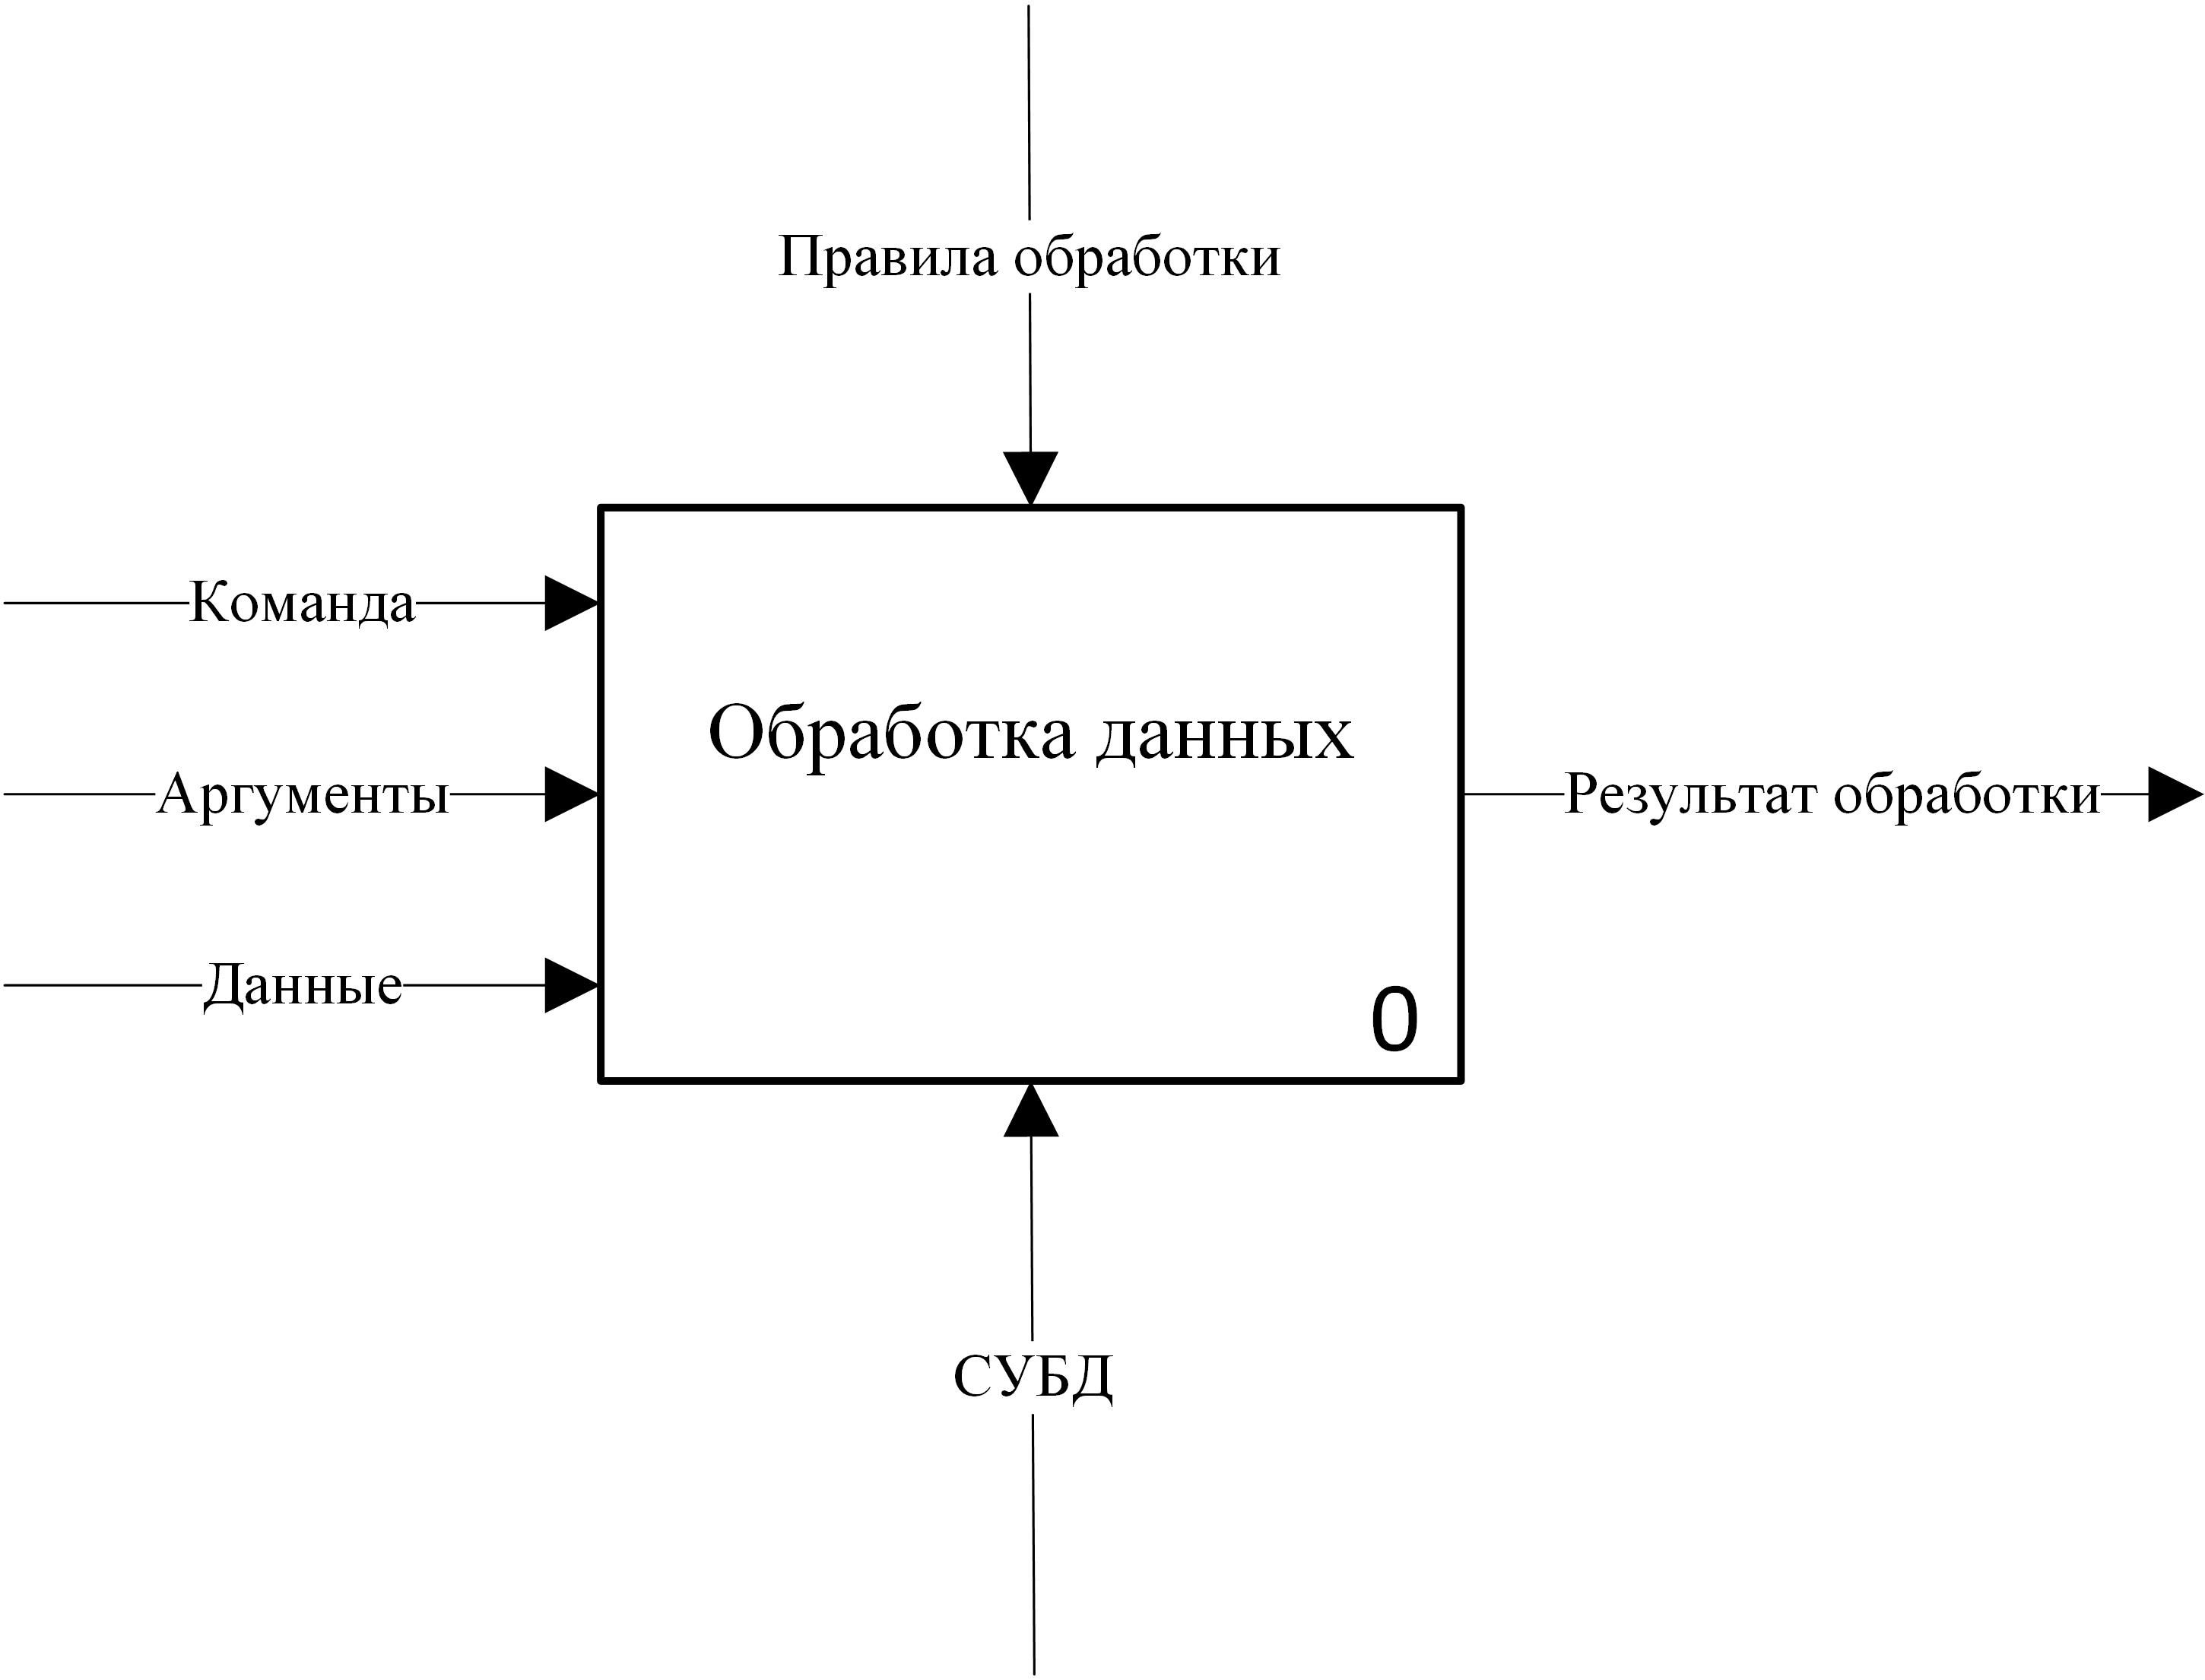 Правила обработки
Команда
Обработка данных
Аргументы
Результат обработки
Данные
0
СУБД